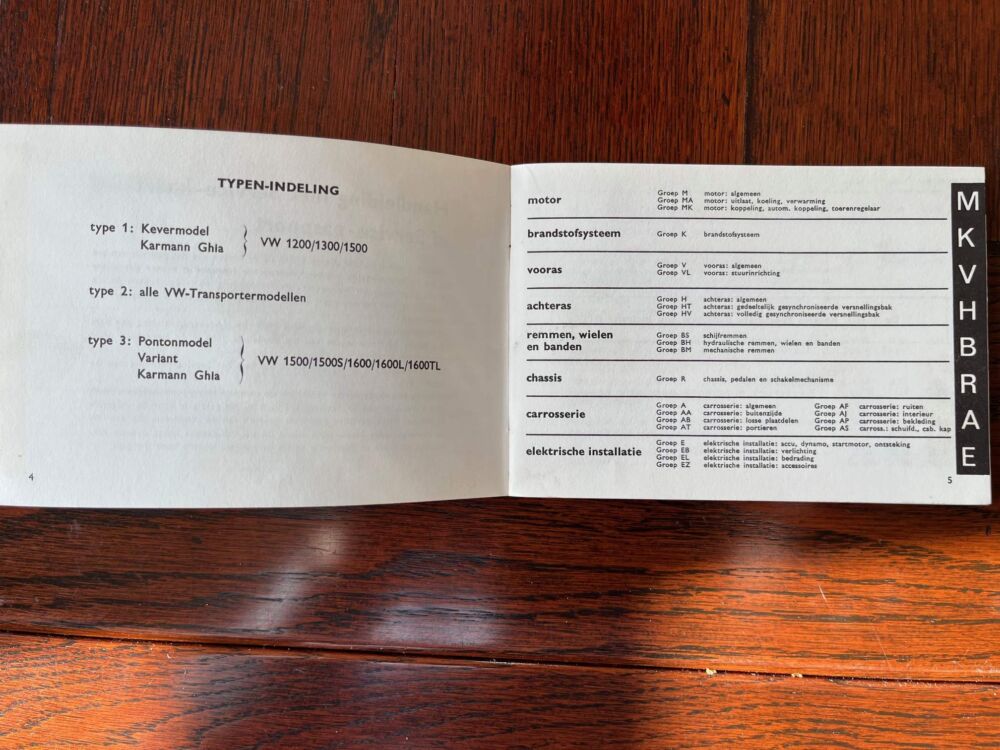 TYPEN-INDELING
type 1: Kevermodel
Karmann Ghia
VW 1200/1300/1500
type 2: alle VW-Transportermodellen
type 3: Pontonmodel
Variant
Karmann Ghia
VW 1500/1500S/1600/1600L/1600TL
4
motor
Groep M motor: algemeen
Groep MA motor: uitlaat, koeling, verwarming
Groep MK motor: koppeling, autom. koppeling, toerenregelaar
brandstofsysteem
Groep K brandstofsysteem
vooras
Groep V vooras: algemeen
Groep VL vooras: stuurinrichting
achteras
Groep H achteras: algemeen
Groep HT achteras: gedeeltelijk gesynchroniseerde versnellingsbak
Groep HV achteras: volledig gesynchroniseerde versnellingsbak
remmen, wielen
en banden
Groep BS schijfremmen
Groep BH hydraulische remmen, wielen en banden
Groep BM mechanische remmen
chassis
Groep R chassis, pedalen en schakelmechanisme
carrosserie
Groep A carrosserie: algemeen Groep AF carrosserie: ruiten
Groep AA carrosserie: buitenzijde Groep AJ carrosserie: interieur
Groep AB carrosserie: losse plaatdelen Groep AP carrosserie: bekleding
Groep AT carrosserie: portieren Groep AS carross.: schuifd., cab. kap
elektrische installatie
Groep E elektrische installatie: accu, dynamo, startmotor, ontsteking
Groep EB elektrische installatie: verlichting
Groep EL elektrische installatie: bedrading
Groep EZ elektrische installatie: accessoires
M
K
V
H
B
R
A
E
5